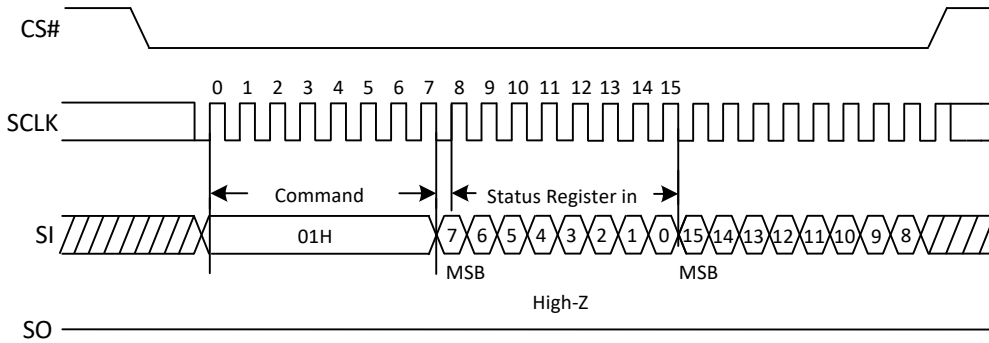 CS#
0 1 2 3 4 5 6 7 8 9 10 11 12 13 14 15
SCLK
Command Status Register in
SI 01H 7 6 5 4 3 2 1 0 15 14 13 12 11 10 9 8
MSB MSB
High-Z
SO